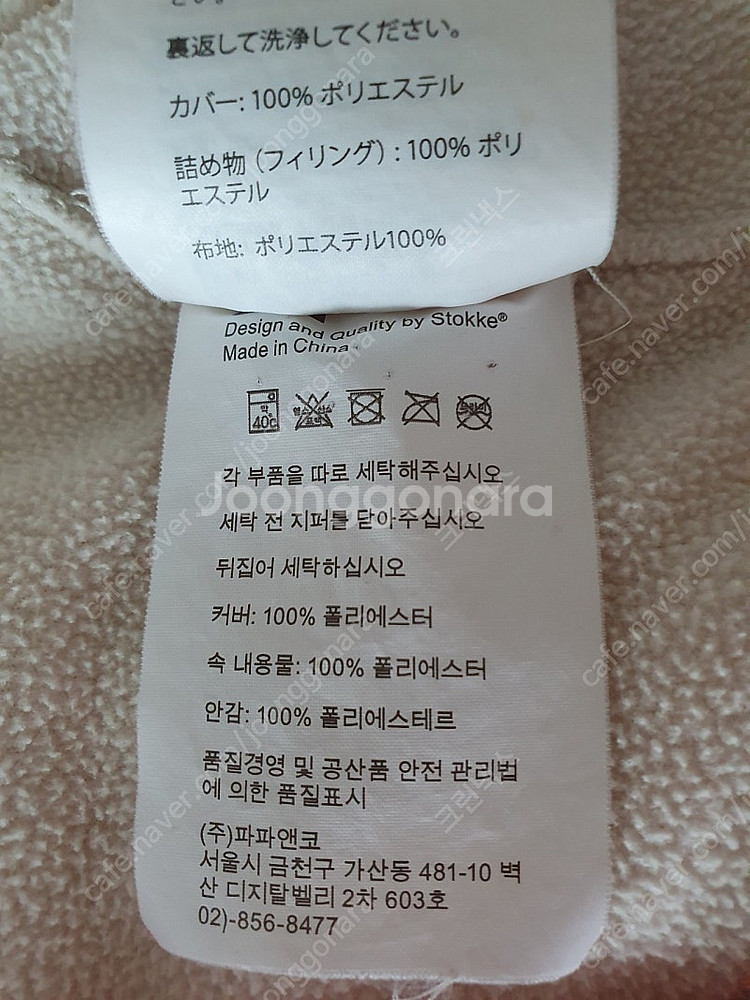 さい。
裏返して洗浄してください。
カバー: 100% ポリエステル
詰め物 (フィリング) : 100% ポリ
エステル
布地: ポリエステル100%
Design and Quality by Stokke®
Made in China.
40c
각 부품을 따로 세탁해주십시오
Joonggonara
세탁 전 지퍼를 닫아주십시오
뒤집어 세탁하십시오
커버: 100% 폴리에스터
속 내용물: 100% 폴리에스터
안감: 100% 폴리에스테르
품질경영 및 공산품 안전 관리법
에 의한 품질표시
(주)파파앤코
서울시 금천구 가산동 481-10 벽
산 디지탈벨리 2차 603호
02)-856-8477